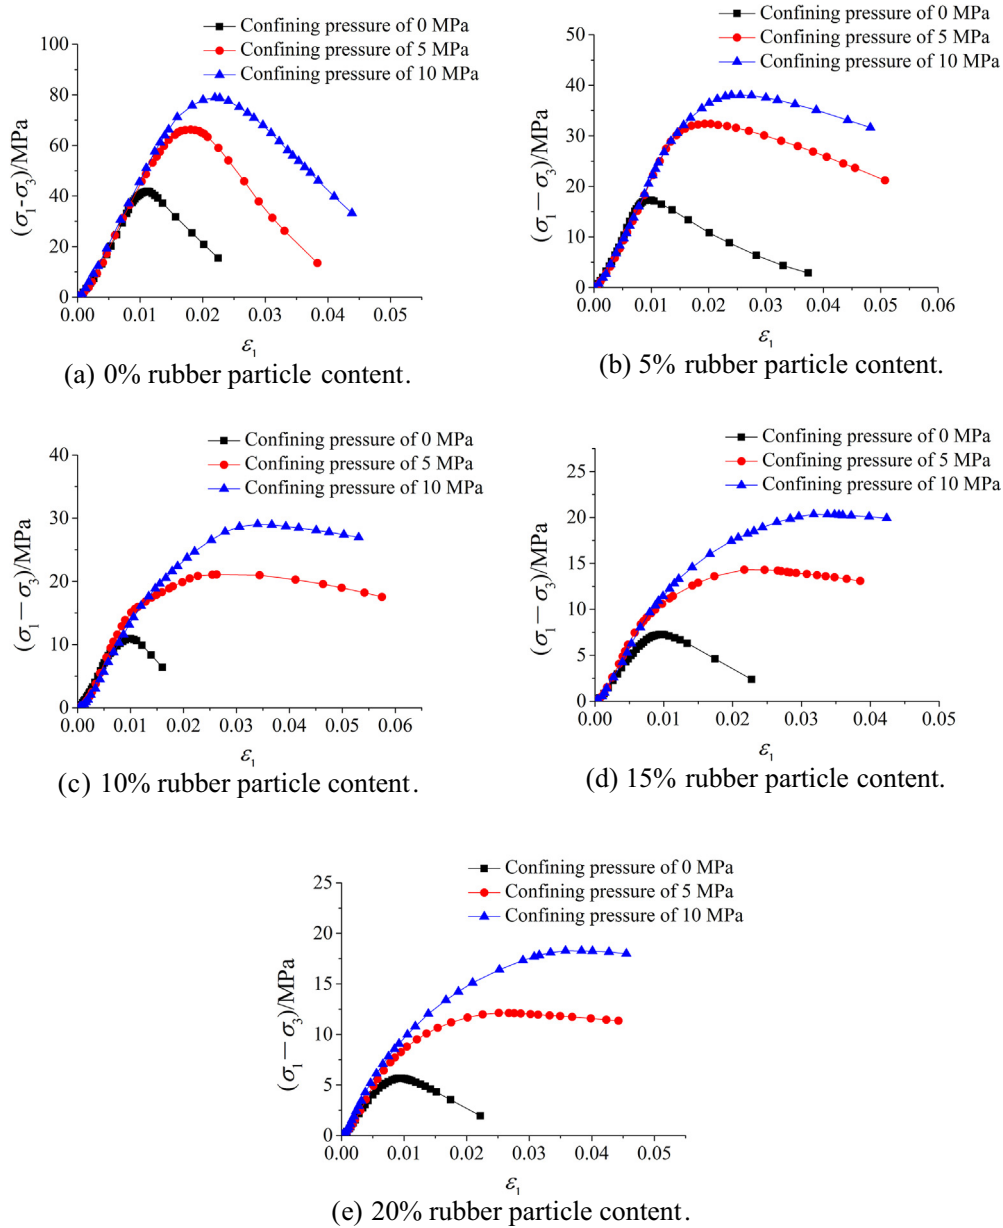 Confining pressure of 0 MPa
Confining pressure of 5 MPa
Confining pressure of 10 MPa
100
80
60
40
20
0
(σ₁-σ₃)/MPa
0.00 0.01 0.02 0.03 0.04 0.05
ε₁
(a) 0% rubber particle content.
Confining pressure of 0 MPa
Confining pressure of 5 MPa
Confining pressure of 10 MPa
50
40
30
20
10
0
(σ₁—σ₃)/MPa
0.00 0.01 0.02 0.03 0.04 0.05 0.06
ε₁
(b) 5% rubber particle content.
Confining pressure of 0 MPa
Confining pressure of 5 MPa
Confining pressure of 10 MPa
40
30
20
10
0
(σ₁—σ₃)/MPa
0.00 0.01 0.02 0.03 0.04 0.05 0.06
ε₁
(c) 10% rubber particle content.
Confining pressure of 0 MPa
Confining pressure of 5 MPa
Confining pressure of 10 MPa
25
20
15
10
5
0
(σ₁—σ₃)/MPa
0.00 0.01 0.02 0.03 0.04 0.05
ε₁
(d) 15% rubber particle content.
Confining pressure of 0 MPa
Confining pressure of 5 MPa
Confining pressure of 10 MPa
25
20
15
10
5
0
(σ₁—σ₃)/MPa
0.00 0.01 0.02 0.03 0.04 0.05
ε₁
(e) 20% rubber particle content.